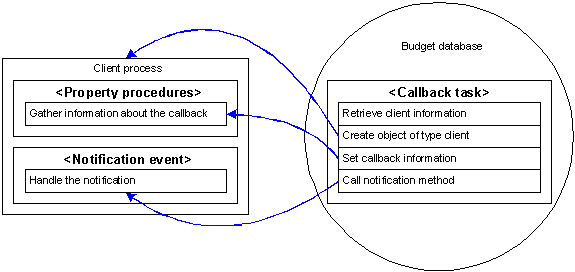 Budget database
Client process
<Property procedures>
Gather information about the callback
<Notification event>
Handle the notification
<Callback task>
Retrieve client information
Create object of type client
Set callback information
Call notification method